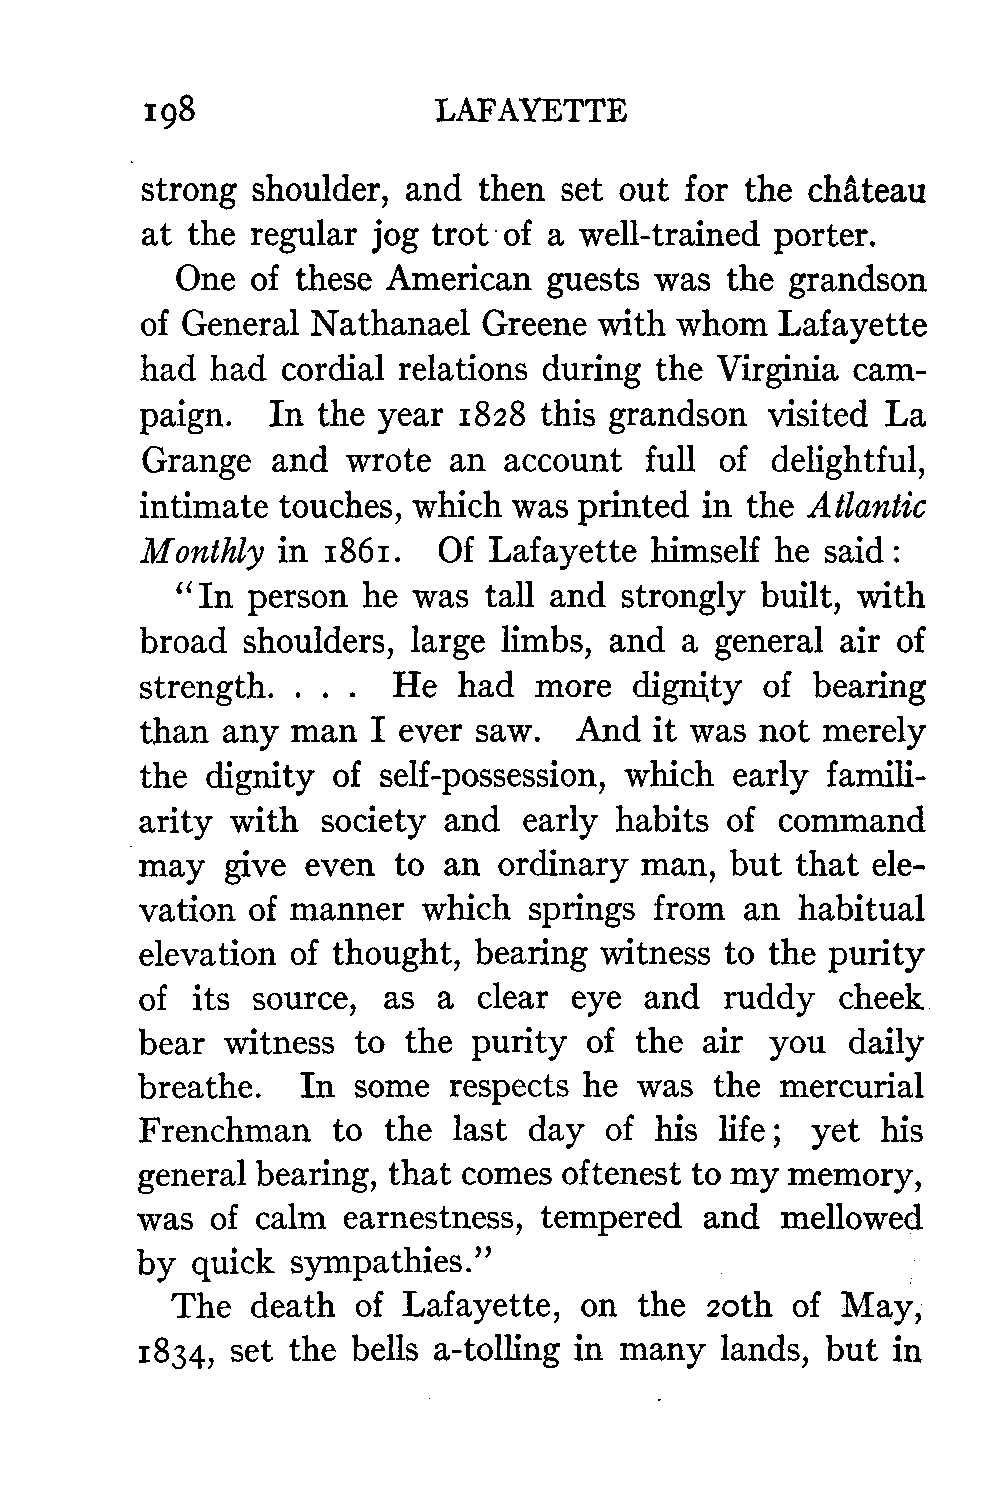 198 LAFAYETTE
strong shoulder, and then set out for the château
at the regular jog trot of a well-trained porter.
One of these American guests was the grandson
of General Nathanael Greene with whom Lafayette
had had cordial relations during the Virginia cam-
paign. In the year 1828 this grandson visited La
Grange and wrote an account full of delightful,
intimate touches, which was printed in the Atlantic
Monthly in 1861. Of Lafayette himself he said:
"In person he was tall and strongly built, with
broad shoulders, large limbs, and a general air of
strength. . . . He had more dignity of bearing
than any man I ever saw. And it was not merely
the dignity of self-possession, which early famili-
arity with society and early habits of command
may give even to an ordinary man, but that ele-
vation of manner which springs from an habitual
elevation of thought, bearing witness to the purity
of its source, as a clear eye and ruddy cheek
bear witness to the purity of the air you daily
breathe. In some respects he was the mercurial
Frenchman to the last day of his life; yet his
general bearing, that comes oftenest to my memory,
was of calm earnestness, tempered and mellowed
by quick sympathies."
The death of Lafayette, on the 20th of May,
1834, set the bells a-tolling in many lands, but in